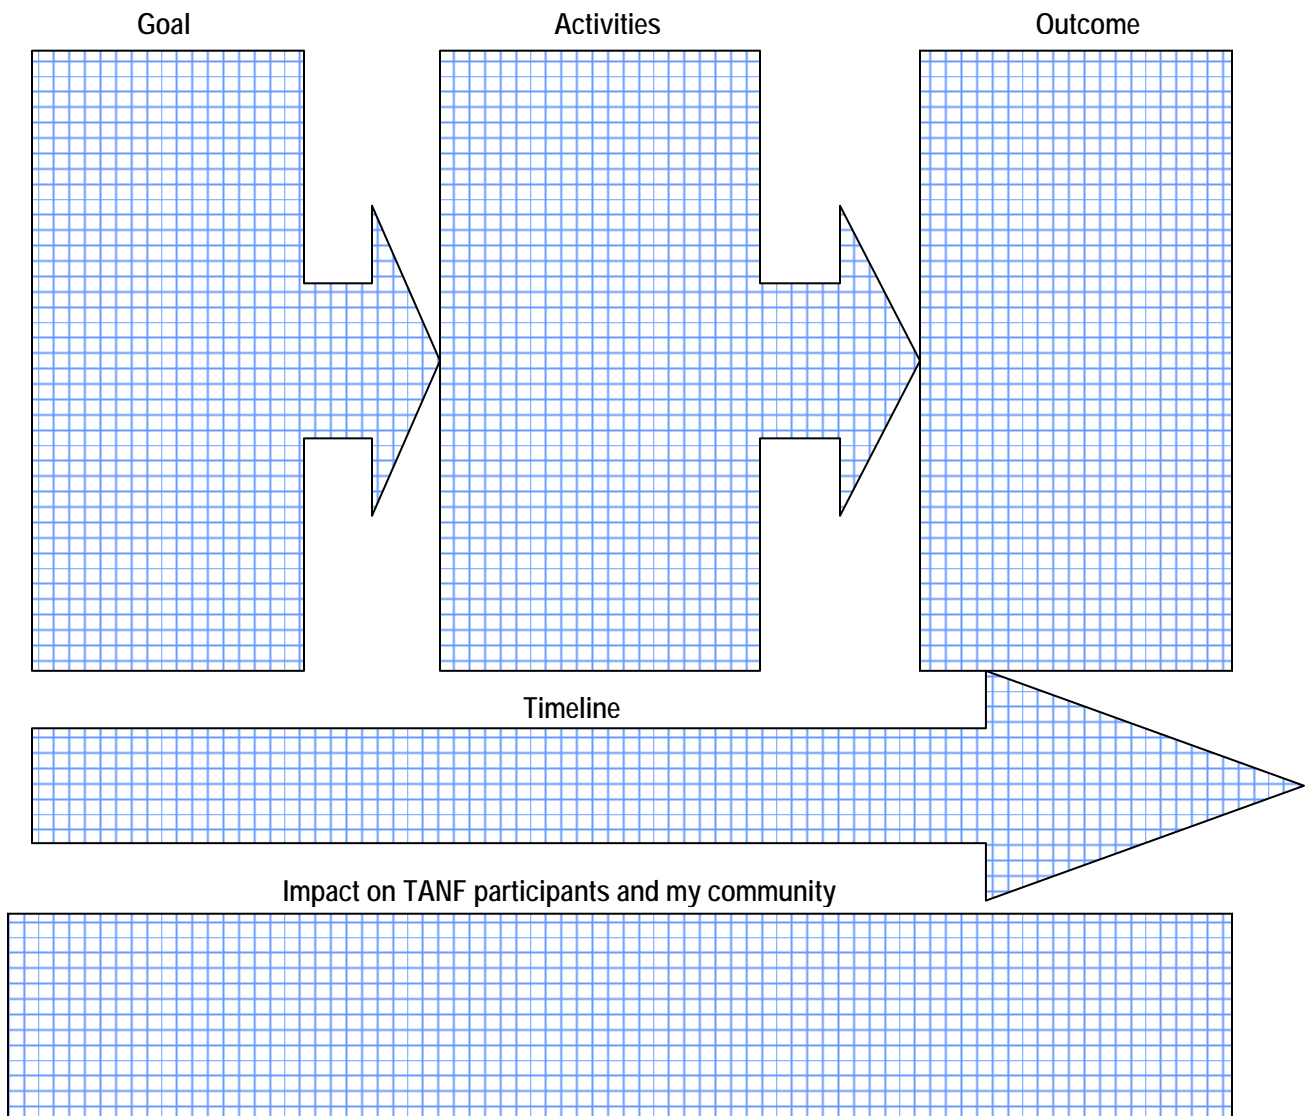 Goal
Activities
Outcome
Timeline
Impact on TANF participants and my community